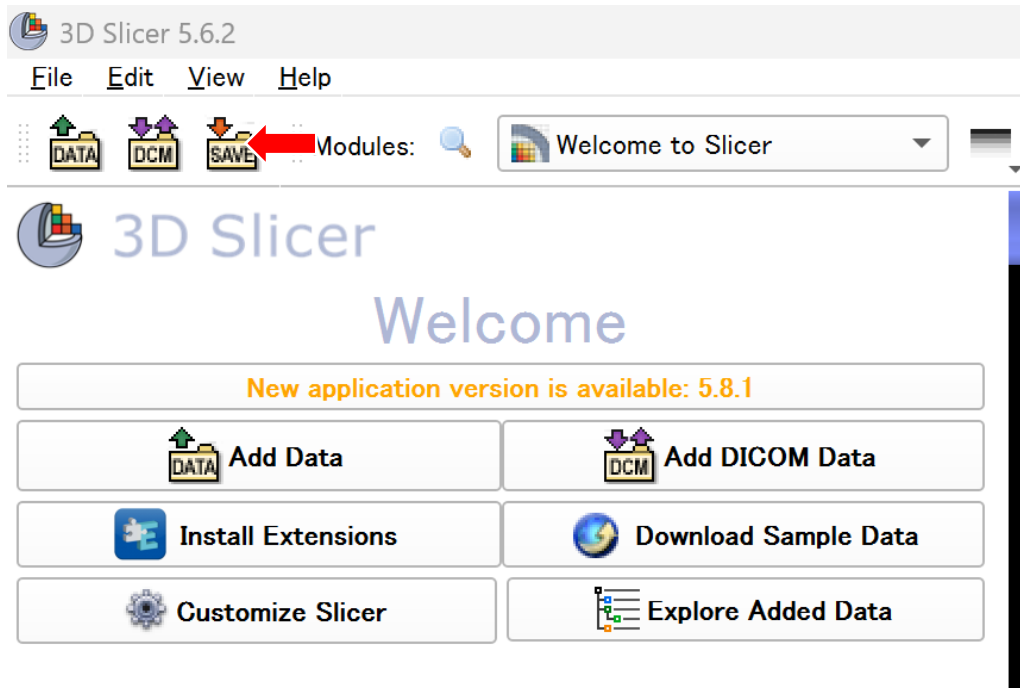 3D Slicer 5.6.2
File Edit View Help
DATA DCM SAVE Modules: Welcome to Slicer
3D Slicer
Welcome
New application version is available: 5.8.1
DATA Add Data DCM Add DICOM Data
Install Extensions Download Sample Data
Customize Slicer Explore Added Data